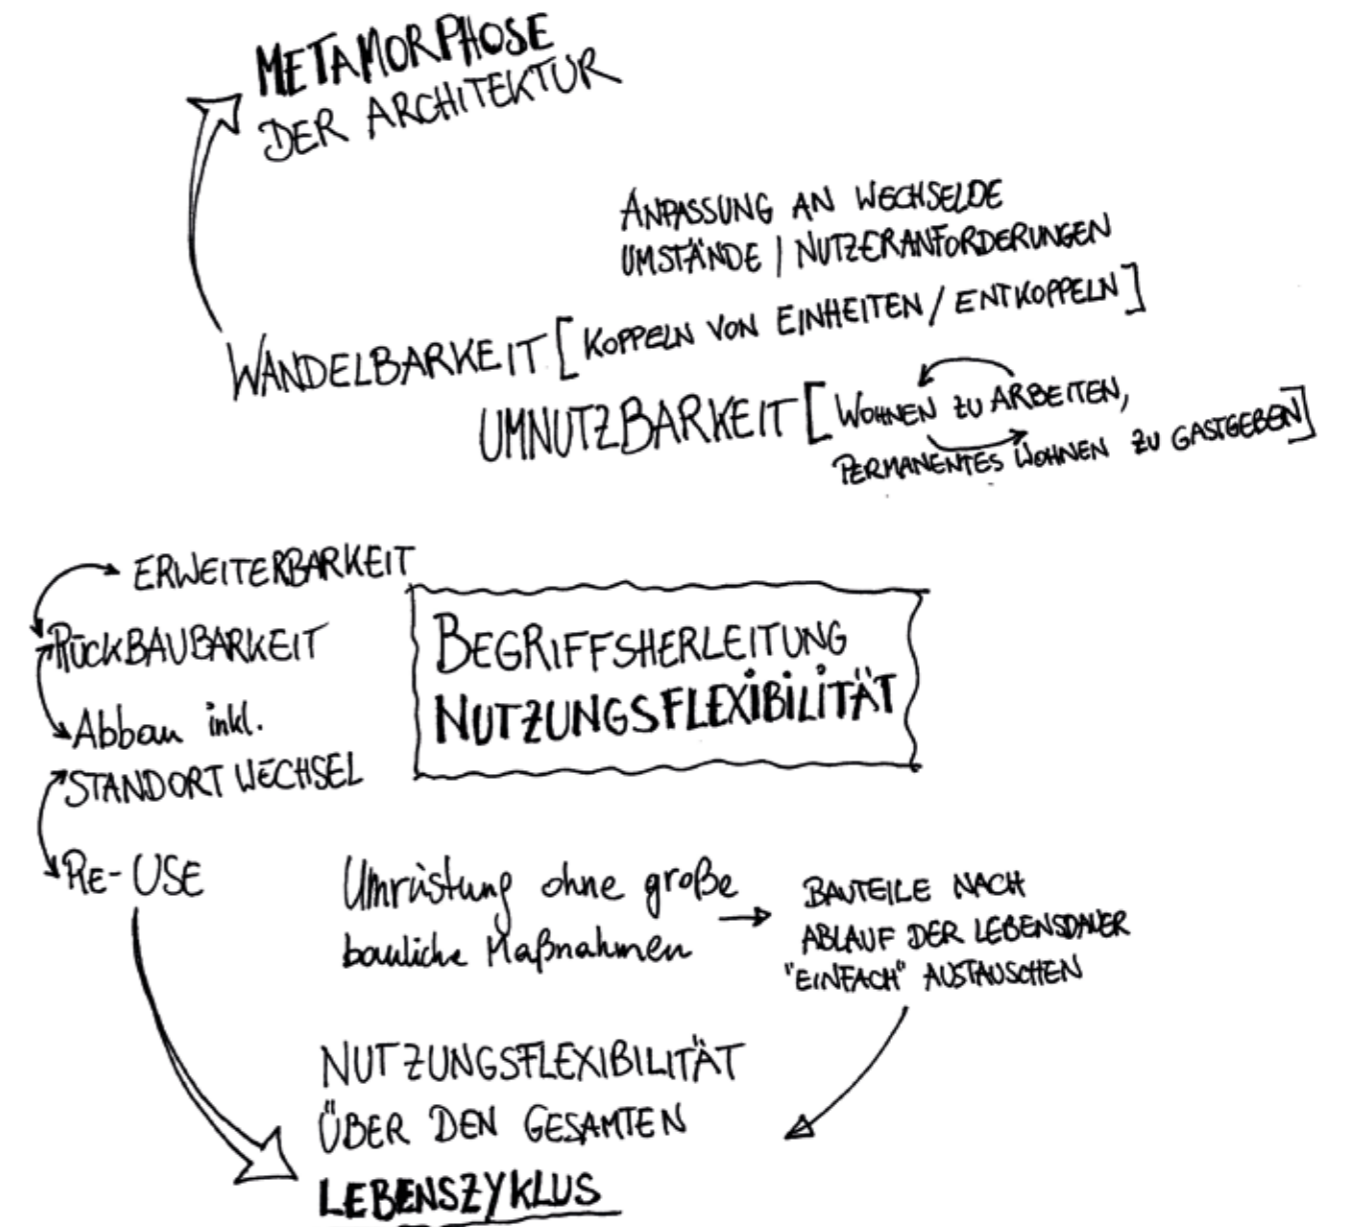 METAMORPHOSE
DER ARCHITEKTUR
ANPASSUNG AN WECHSELDE
UMSTÄNDE / NUTZERANFORDERUNGEN
WANDELBARKEIT [KOPPELN VON EINHEITEN / ENTKOPPELN]
UMNUTZBARKEIT [WOHNEN ZU ARBEITEN,
PERMANENTES WOHNEN ZU GASTGEBEN]
ERWEITERBARKEIT
RÜCKBAUBARKEIT
Abbau inkl.
STANDORTWECHSEL
RE-USE
BEGRIFFSHERLEITUNG
NUTZUNGSFLEXIBILITÄT
Umrüstung ohne große
bauliche Maßnahmen
BAUTEILE NACH
ABLAUF DER LEBENSDAUER
"EINFACH" AUSTAUSCHEN
NUTZUNGSFLEXIBILITÄT
ÜBER DEN GESAMTEN
LEBENSZYKLUS